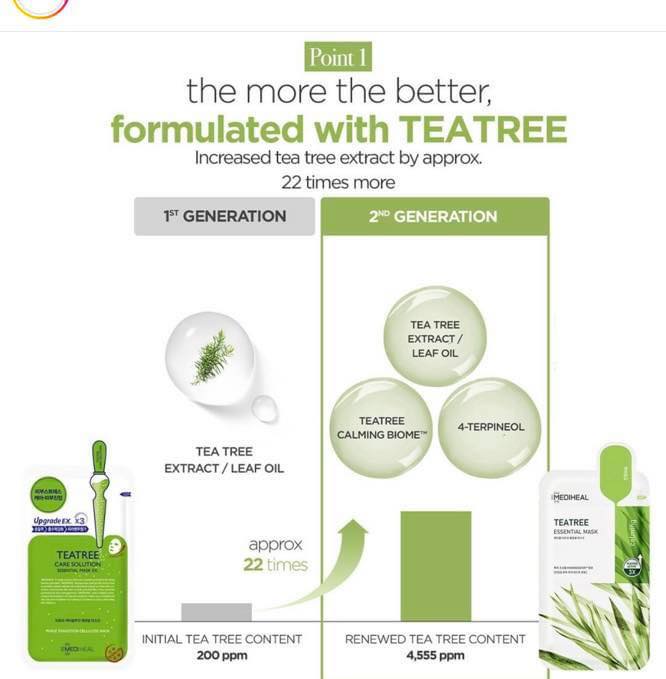 Point 1
the more the better,
formulated with TEATREE
Increased tea tree extract by approx.
22 times more
1ST GENERATION
2ND GENERATION
TEA TREE
EXTRACT /
LEAF OIL
TEATREE
CALMING BIOME™
4-TERPINEOL
TEA TREE
EXTRACT / LEAF OIL
approx
22 times
INITIAL TEA TREE CONTENT
200 ppm
RENEWED TEA TREE CONTENT
4,555 ppm
Upgrade EX. X3
TEATREE
CARE SOLUTION
ESSENTIAL MASK EX
MEDIHEAL
MEDIHEAL
TEATREE
ESSENTIAL MASK
3X